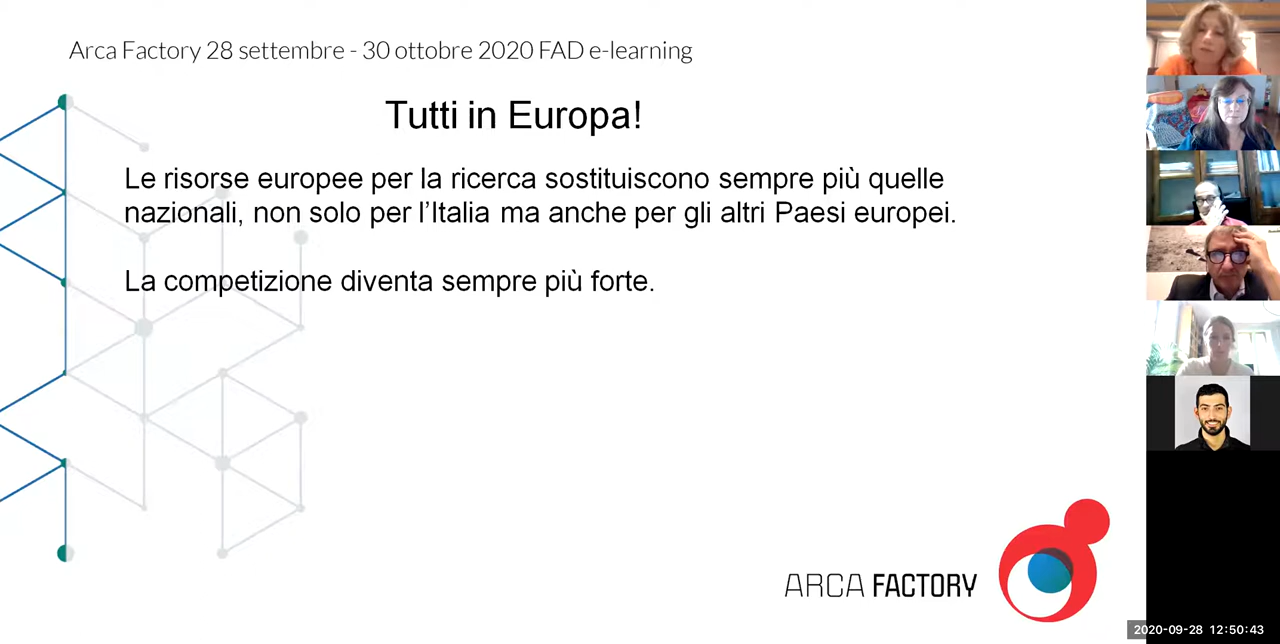 Arca Factory 28 settembre - 30 ottobre 2020 FAD e-learning
Tutti in Europa!
Le risorse europee per la ricerca sostituiscono sempre più quelle
nazionali, non solo per l’Italia ma anche per gli altri Paesi europei.
La competizione diventa sempre più forte.
ARCA FACTORY
2020-09-28 12:50:43